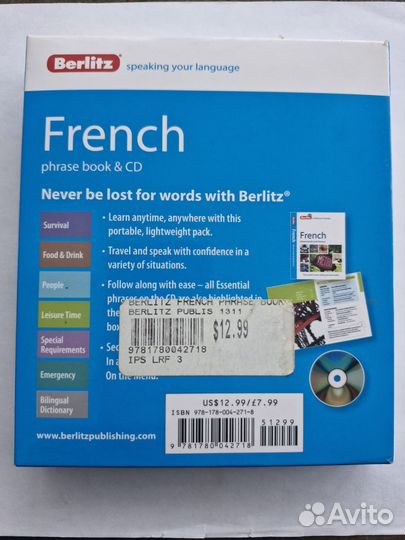 Berlitz speaking your language
French
phrase book & CD
Never be lost for words with Berlitz®
Survival
Food & Drink
People
Leisure Time
Special Requirements
Emergency
Bilingual Dictionary
• Learn anytime, anywhere with this
portable, lightweight pack.
• Travel and speak with confidence in a
variety of situations.
• Follow along with ease – all Essential
phrases on the CD are also highlighted in
the
box
• Sec
In a
On the Menu.
French
BERLITZ FRENCH PHRASE BOOK
BERLITZ PUBLIS 1311
$12.99
9781780042718
IPS LRF 3
US$12.99/£7.99
ISBN 978-178-004-271-8
51299
9 781780 042718
www.berlitzpublishing.com
Avito